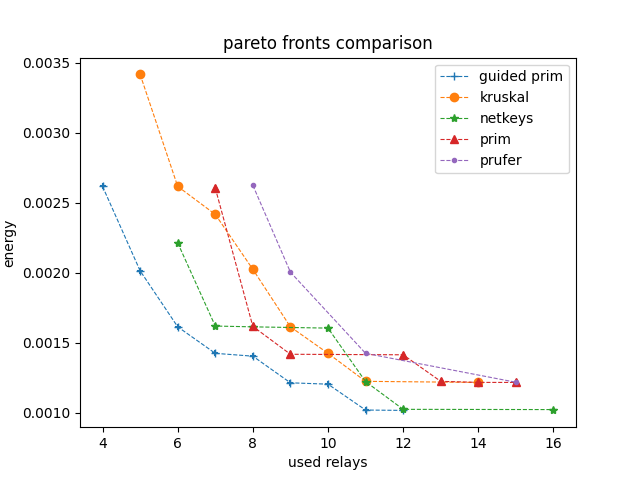 pareto fronts comparison
0.0035
0.0030
0.0025
0.0020
0.0015
0.0010
energy
4 6 8 10 12 14 16
used relays
guided prim
kruskal
netkeys
prim
prufer